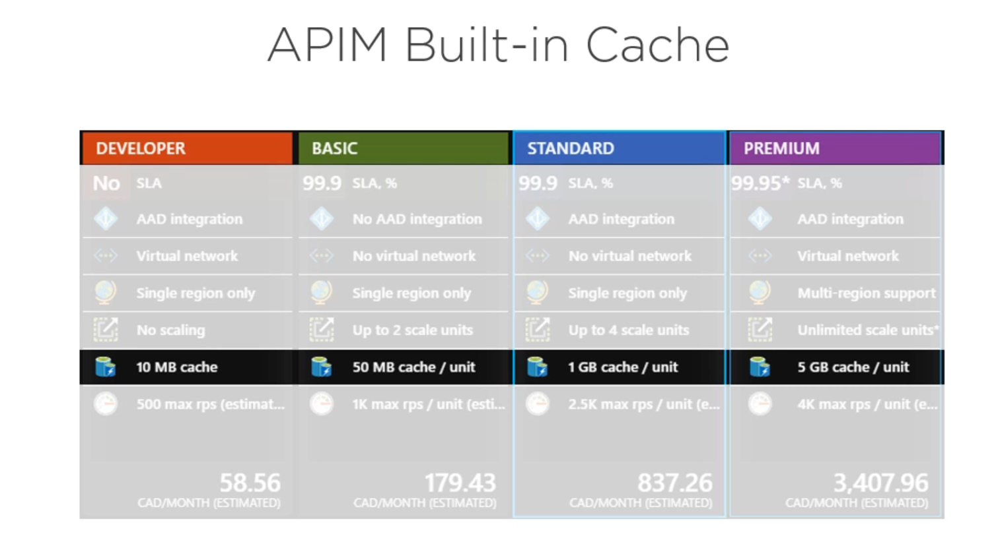 APIM Built-in Cache
DEVELOPER
No SLA
AAD integration
Virtual network
Single region only
No scaling
10 MB cache
500 max rps (estimat...
58.56
CAD/MONTH (ESTIMATED)
BASIC
99.9 SLA, %
No AAD integration
No virtual network
Single region only
Up to 2 scale units
50 MB cache / unit
1K max rps / unit (esti...
179.43
CAD/MONTH (ESTIMATED)
STANDARD
99.9 SLA, %
AAD integration
No virtual network
Single region only
Up to 4 scale units
1 GB cache / unit
2.5K max rps / unit (e...
837.26
CAD/MONTH (ESTIMATED)
PREMIUM
99.95* SLA, %
AAD integration
Virtual network
Multi-region support
Unlimited scale units*
5 GB cache / unit
4K max rps / unit (e...
3,407.96
CAD/MONTH (ESTIMATED)